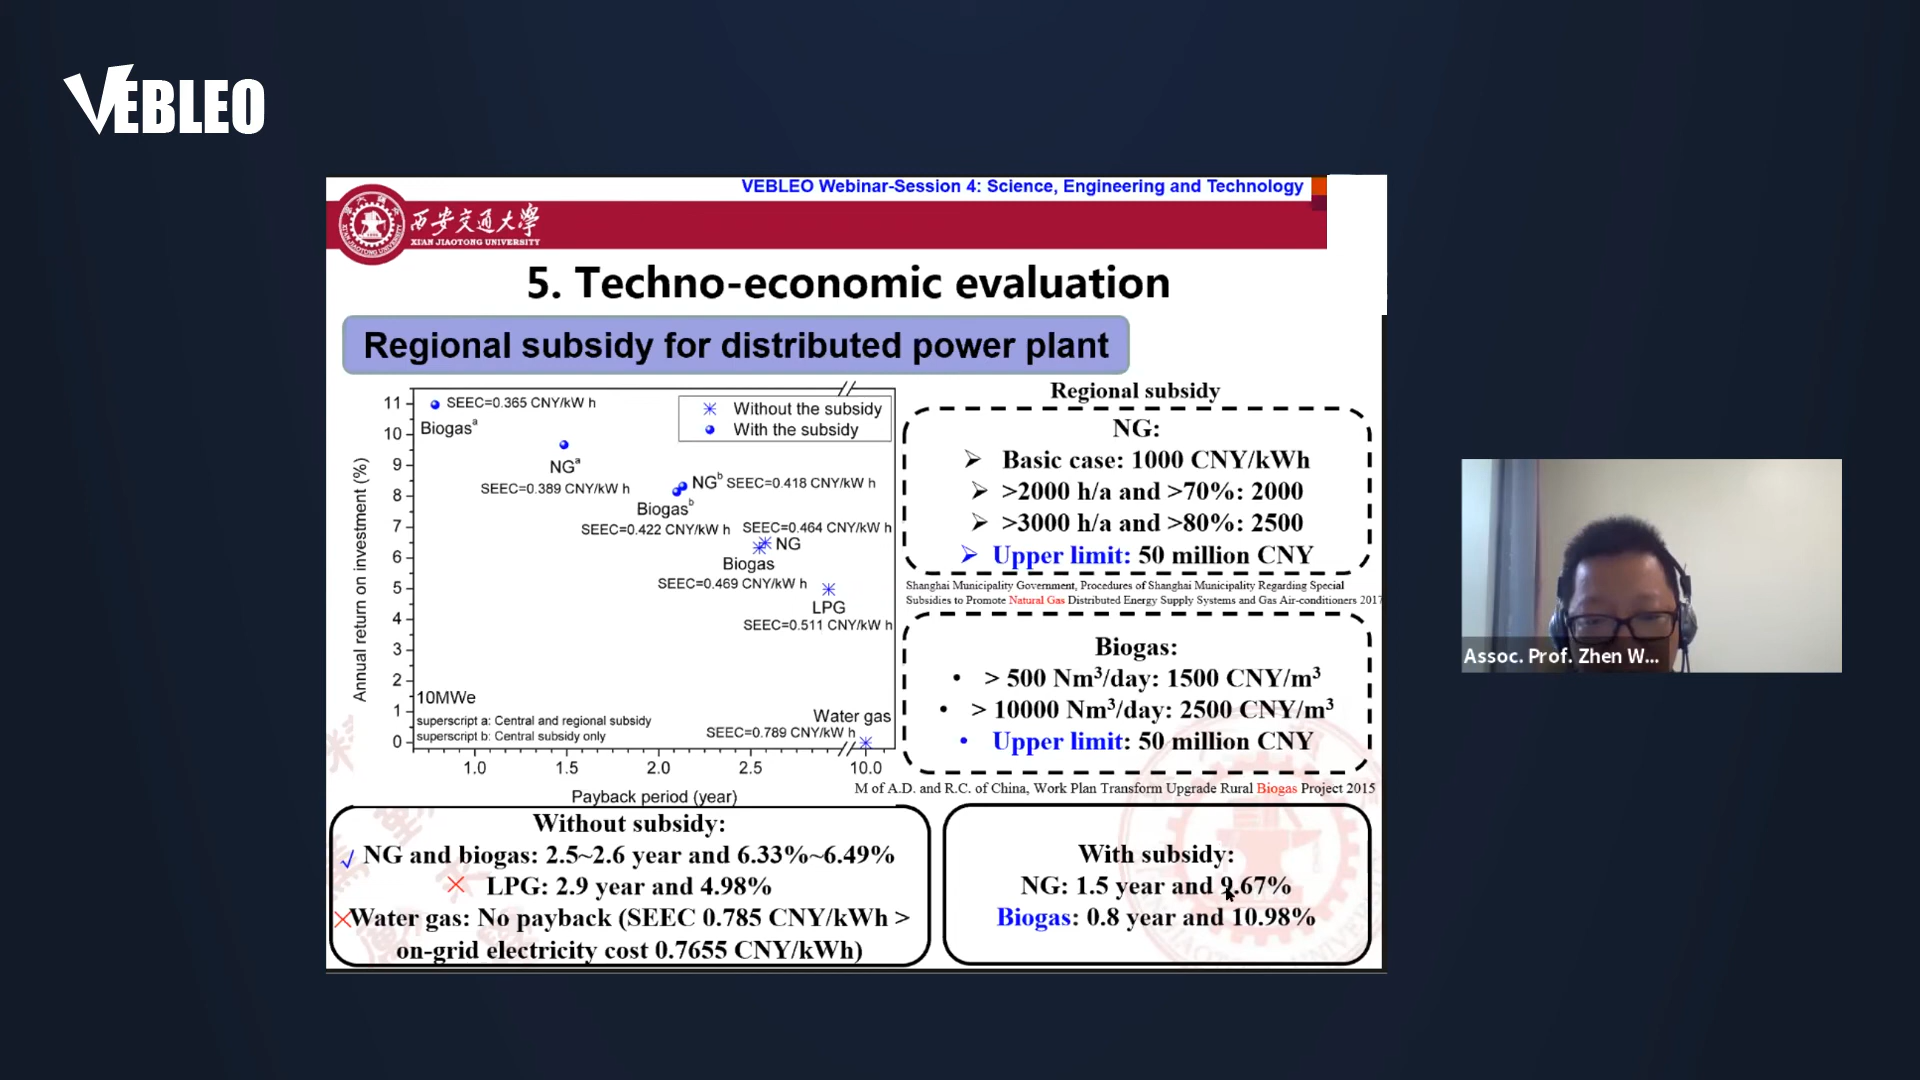 VEBLEO
VEBLEO Webinar-Session 4: Science, Engineering and Technology
西安交通大学
XI'AN JIAOTONG UNIVERSITY
5. Techno-economic evaluation
Regional subsidy for distributed power plant
Annual return on investment (%)
11
10
9
8
7
6
5
4
3
2
1
0
SEEC=0.365 CNY/kW h
Biogasᵃ
Without the subsidy
With the subsidy
NGᵃ
SEEC=0.389 CNY/kW h
NGᵇ SEEC=0.418 CNY/kW h
Biogasᵇ
SEEC=0.422 CNY/kW h
SEEC=0.464 CNY/kW h
NG
Biogas
SEEC=0.469 CNY/kW h
LPG
SEEC=0.511 CNY/kW h
10MWe
superscript a: Central and regional subsidy
superscript b: Central subsidy only
Water gas
SEEC=0.789 CNY/kW h
1.0 1.5 2.0 2.5 10.0
Payback period (year)
Regional subsidy
NG:
➢ Basic case: 1000 CNY/kWh
➢ >2000 h/a and >70%: 2000
➢ >3000 h/a and >80%: 2500
➢ Upper limit: 50 million CNY
Shanghai Municipality Government, Procedures of Shanghai Municipality Regarding Special
Subsidies to Promote Natural Gas Distributed Energy Supply Systems and Gas Air-conditioners 2017
Biogas:
• > 500 Nm³/day: 1500 CNY/m³
• > 10000 Nm³/day: 2500 CNY/m³
• Upper limit: 50 million CNY
M of A.D. and R.C. of China, Work Plan Transform Upgrade Rural Biogas Project 2015
Without subsidy:
√ NG and biogas: 2.5~2.6 year and 6.33%~6.49%
× LPG: 2.9 year and 4.98%
×Water gas: No payback (SEEC 0.785 CNY/kWh >
on-grid electricity cost 0.7655 CNY/kWh)
With subsidy:
NG: 1.5 year and 9.67%
Biogas: 0.8 year and 10.98%
Assoc. Prof. Zhen W...